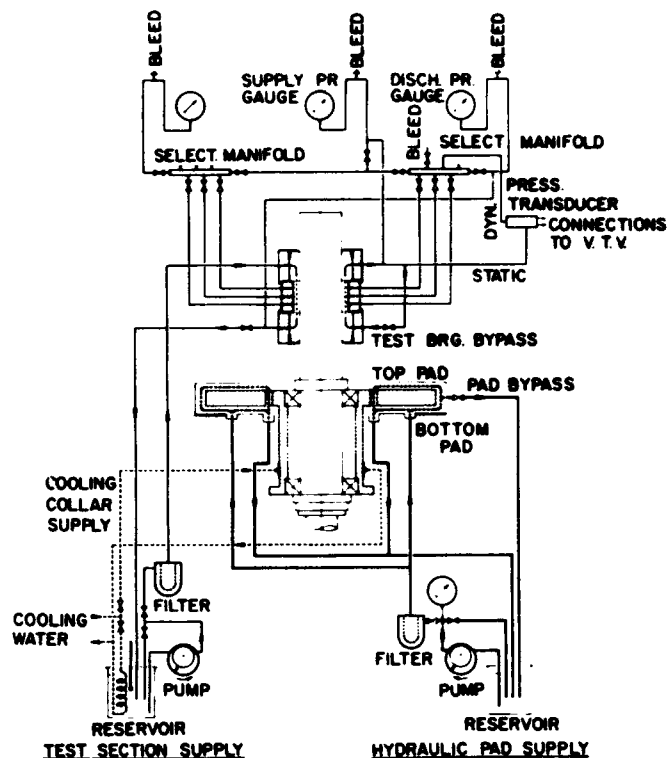 BLEED
BLEED
BLEED
SUPPLY PR.
GAUGE
DISCH. PR.
GAUGE
BLEED
SELECT. MANIFOLD
SELECT. MANIFOLD
PRESS.
TRANSDUCER
DYN.
CONNECTIONS
TO V. T. V.
STATIC
TEST BRG. BYPASS
TOP PAD
PAD BYPASS
BOTTOM
PAD
COOLING
COLLAR
SUPPLY
FILTER
COOLING
WATER
FILTER
PUMP
PUMP
RESERVOIR
RESERVOIR
TEST SECTION SUPPLY
HYDRAULIC PAD SUPPLY